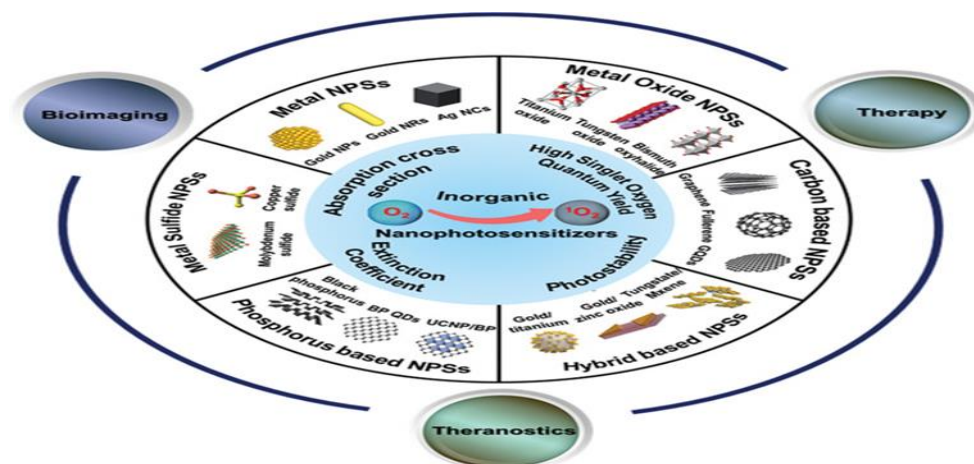 Bioimaging
Therapy
Theranostics
Metal NPSs
Gold NPs
Gold NRs
Ag NCs
Metal Oxide NPSs
Titanium
oxide
Tungsten
oxide
Bismuth
oxyhalide
Carbon based NPSs
Graphene
Fullerene
GQDs
Hybrid based NPSs
Gold/
titanium
Gold/
zinc oxide
Tungstate/
Mxene
Phosphorus based NPSs
Black
phosphorus
BP QDs
UCNP/BP
Metal Sulfide NPSs
Copper
sulfide
Molybdenum
sulfide
Absorption cross
section
High Singlet Oxygen
Quantum Yield
Inorganic
O₂
¹O₂
Nanophotosensitizers
Extinction
Coefficient
Photostability